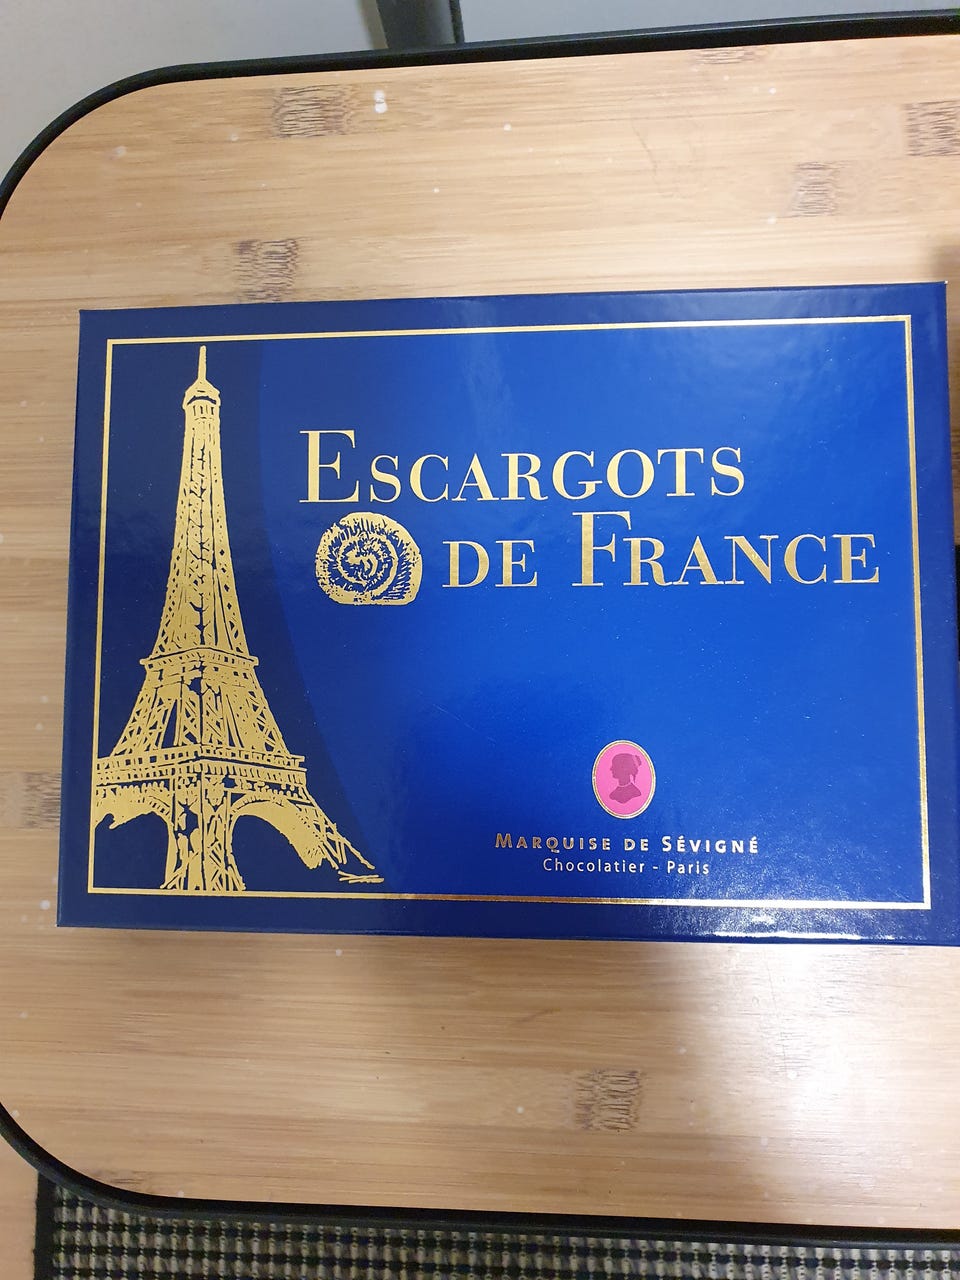 Escargots
de France
Marquise de Sévigné
Chocolatier - Paris